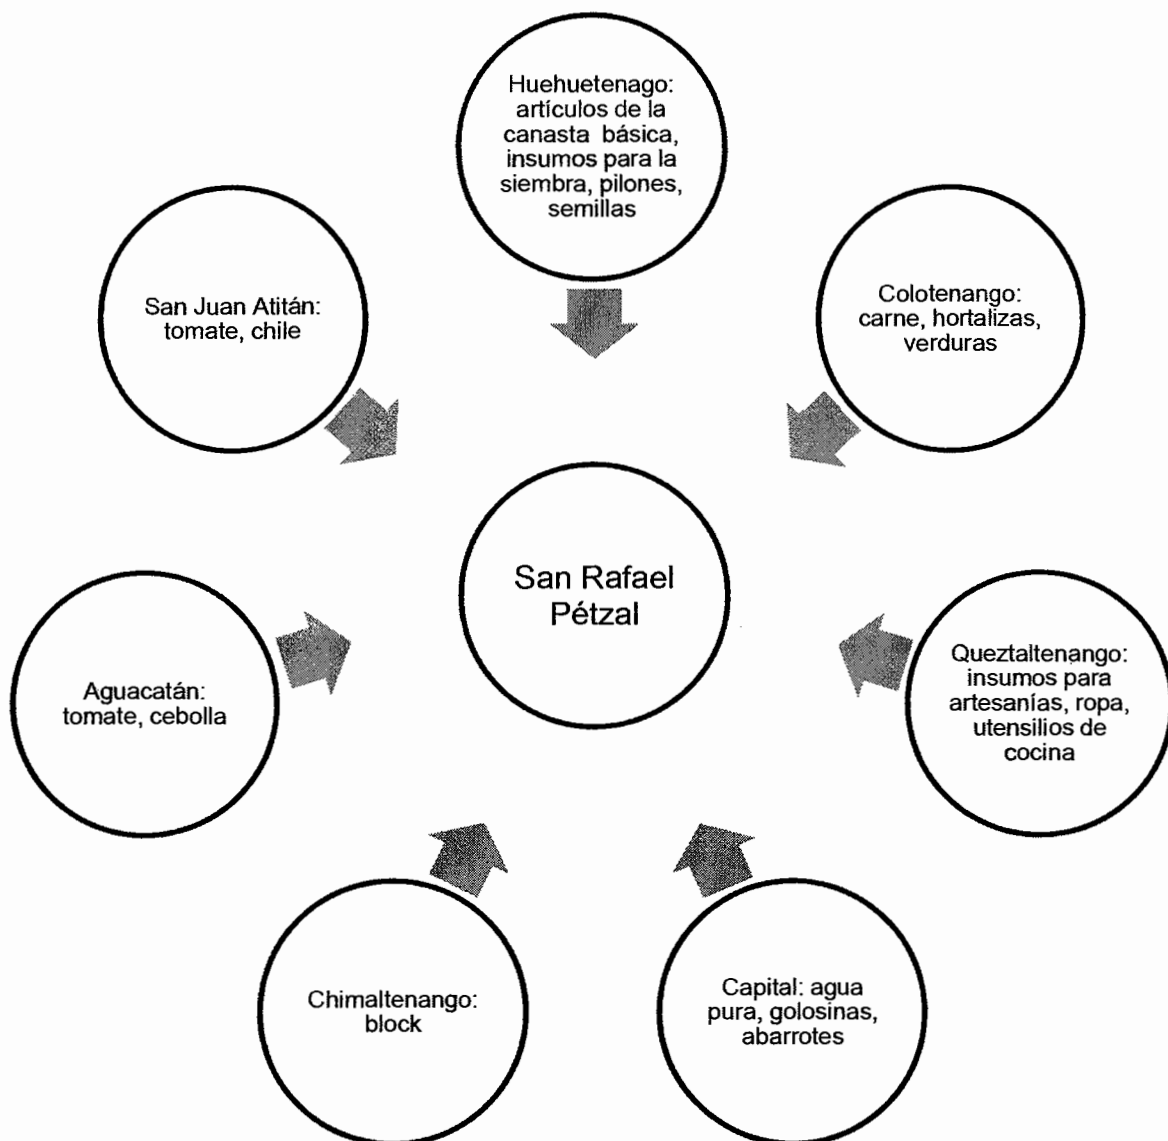 Huehuetenago:
artículos de la
canasta básica,
insumos para la
siembra, pilones,
semillas
San Juan Atitán:
tomate, chile
Colotenango:
carne, hortalizas,
verduras
San Rafael
Pétzal
Aguacatán:
tomate, cebolla
Queztaltenango:
insumos para
artesanías, ropa,
utensilios de
cocina
Chimaltenango:
block
Capital: agua
pura, golosinas,
abarrotes